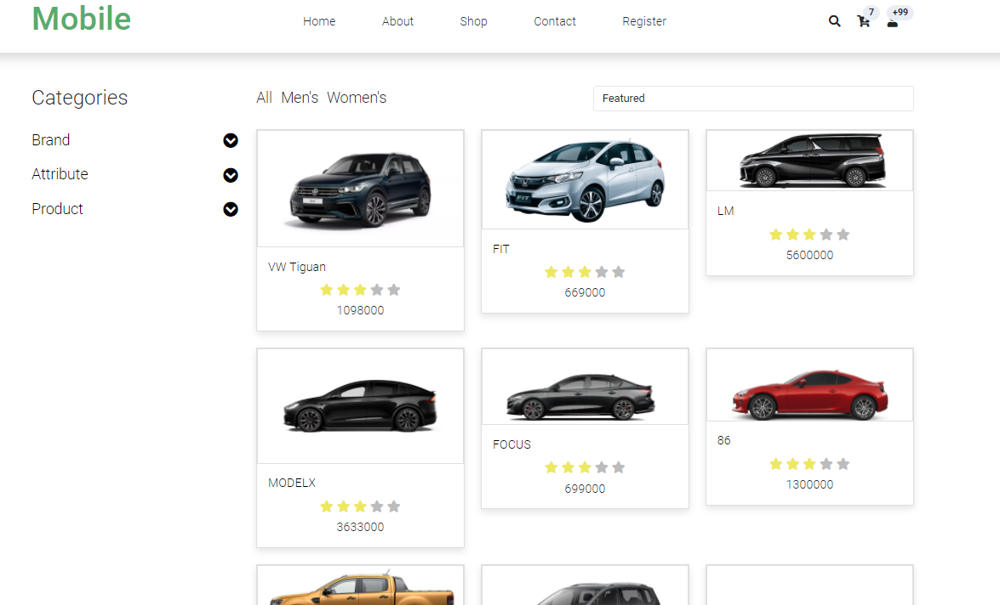 Mobile
Home About Shop Contact Register
7 +99
Categories
Brand
Attribute
Product
All Men's Women's
Featured
VW Tiguan
1098000
FIT
FIT
669000
LM
5600000
MODELX
3633000
FOCUS
699000
86
1300000